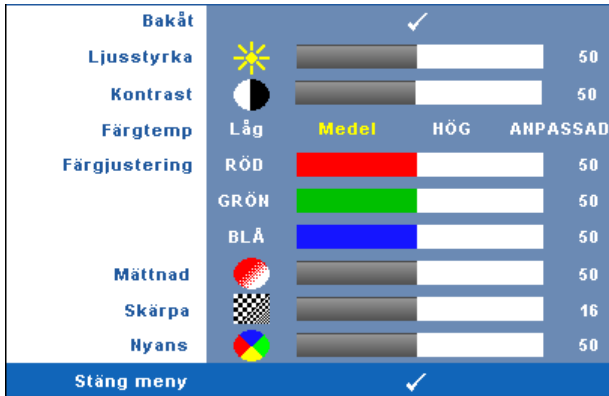 Bakåt
Ljusstyrka 50
Kontrast 50
Färgtemp Låg Medel HÖG ANPASSAD
Färgjustering RÖD 50
GRÖN 50
BLÅ 50
Mättnad 50
Skärpa 16
Nyans 50
Stäng meny